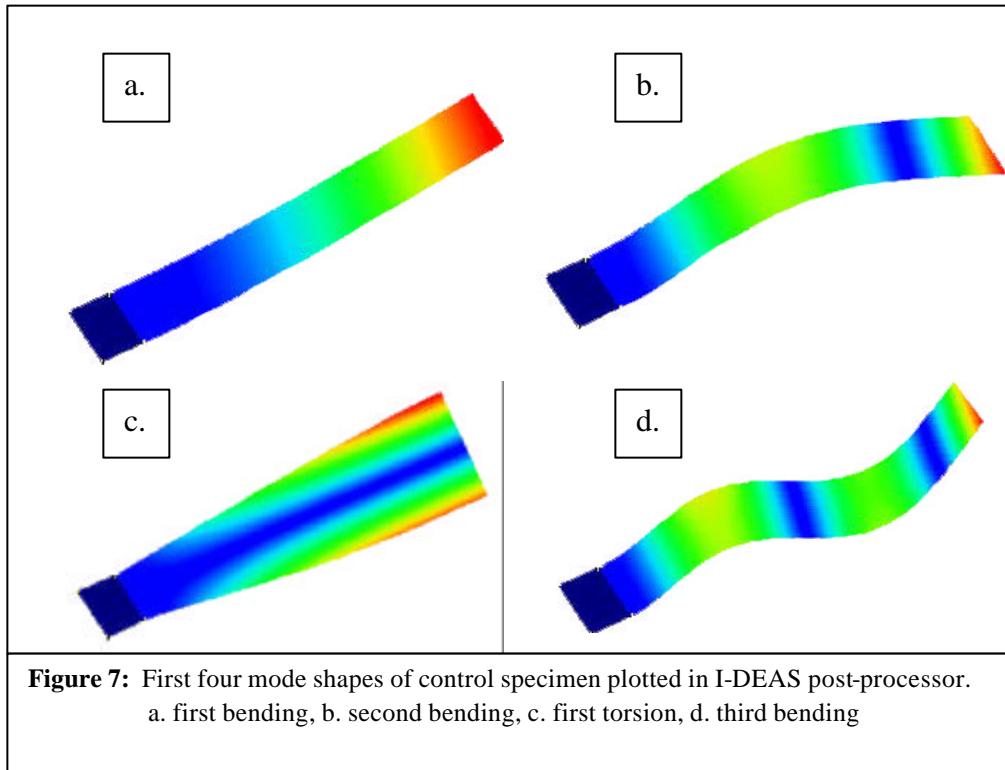 a.
b.
c.
d.
Figure 7: First four mode shapes of control specimen plotted in I-DEAS post-processor.
a. first bending, b. second bending, c. first torsion, d. third bending